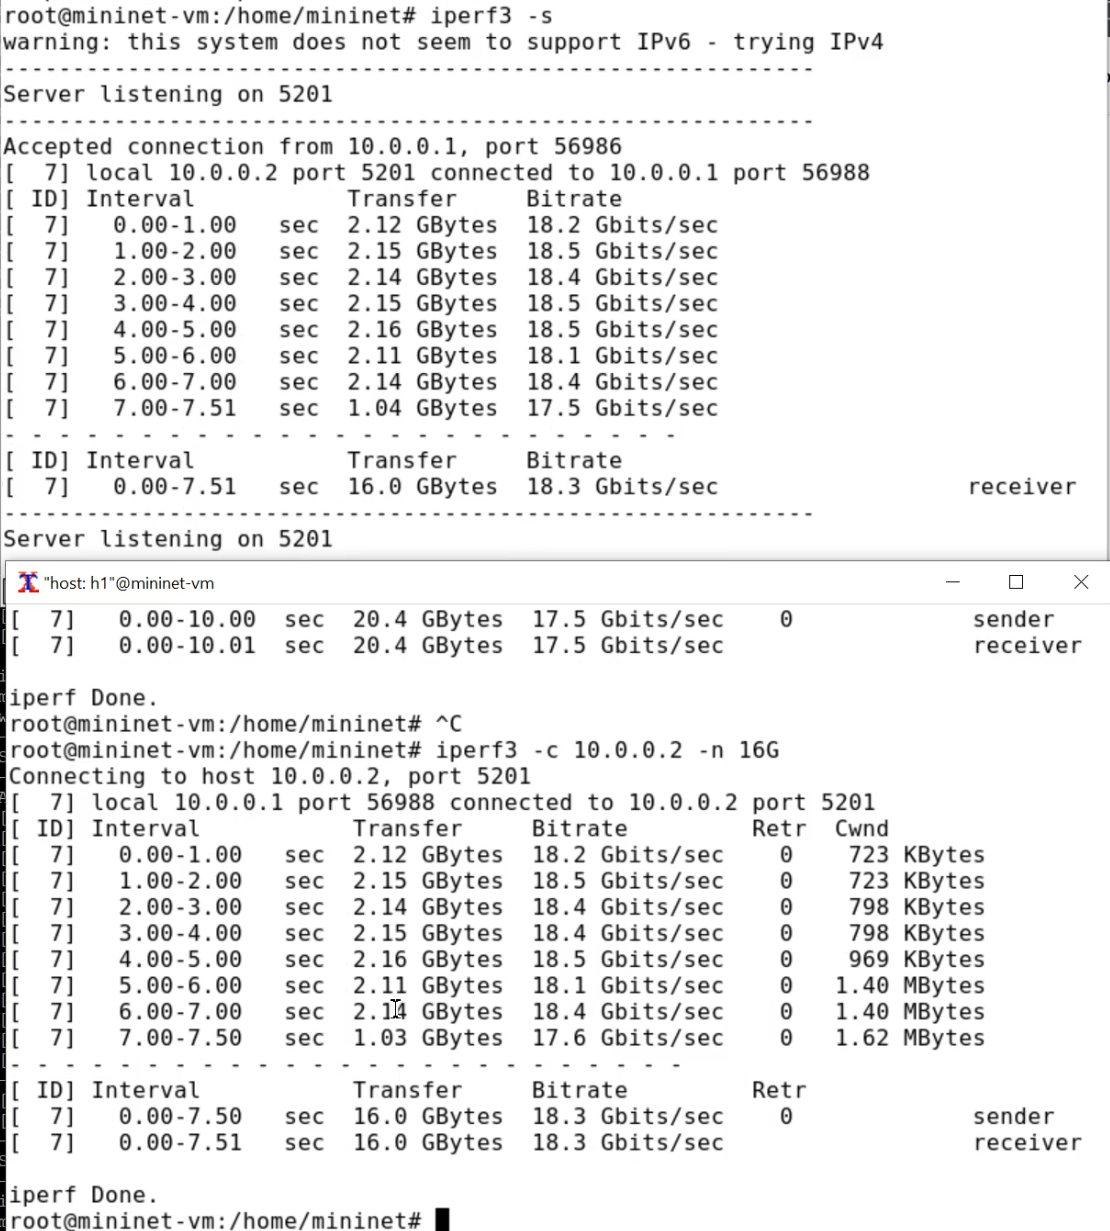 root@mininet-vm:/home/mininet# iperf3 -s
warning: this system does not seem to support IPv6 - trying IPv4
-----------------------------------------------------------
Server listening on 5201
-----------------------------------------------------------
Accepted connection from 10.0.0.1, port 56986
[  7] local 10.0.0.2 port 5201 connected to 10.0.0.1 port 56988
[ ID] Interval           Transfer     Bitrate
[  7]   0.00-1.00   sec  2.12 GBytes  18.2 Gbits/sec
[  7]   1.00-2.00   sec  2.15 GBytes  18.5 Gbits/sec
[  7]   2.00-3.00   sec  2.14 GBytes  18.4 Gbits/sec
[  7]   3.00-4.00   sec  2.15 GBytes  18.5 Gbits/sec
[  7]   4.00-5.00   sec  2.16 GBytes  18.5 Gbits/sec
[  7]   5.00-6.00   sec  2.11 GBytes  18.1 Gbits/sec
[  7]   6.00-7.00   sec  2.14 GBytes  18.4 Gbits/sec
[  7]   7.00-7.51   sec  1.04 GBytes  17.5 Gbits/sec
- - - - - - - - - - - - - - - - - - - - - - - - -
[ ID] Interval           Transfer     Bitrate
[  7]   0.00-7.51   sec  16.0 GBytes  18.3 Gbits/sec                  receiver
-----------------------------------------------------------
Server listening on 5201
"host: h1"@mininet-vm
[  7]   0.00-10.00  sec  20.4 GBytes  17.5 Gbits/sec    0             sender
[  7]   0.00-10.01  sec  20.4 GBytes  17.5 Gbits/sec                  receiver
iperf Done.
root@mininet-vm:/home/mininet# ^C
root@mininet-vm:/home/mininet# iperf3 -c 10.0.0.2 -n 16G
Connecting to host 10.0.0.2, port 5201
[  7] local 10.0.0.1 port 56988 connected to 10.0.0.2 port 5201
[ ID] Interval           Transfer     Bitrate         Retr  Cwnd
[  7]   0.00-1.00   sec  2.12 GBytes  18.2 Gbits/sec    0    723 KBytes
[  7]   1.00-2.00   sec  2.15 GBytes  18.5 Gbits/sec    0    723 KBytes
[  7]   2.00-3.00   sec  2.14 GBytes  18.4 Gbits/sec    0    798 KBytes
[  7]   3.00-4.00   sec  2.15 GBytes  18.4 Gbits/sec    0    798 KBytes
[  7]   4.00-5.00   sec  2.16 GBytes  18.5 Gbits/sec    0    969 KBytes
[  7]   5.00-6.00   sec  2.11 GBytes  18.1 Gbits/sec    0   1.40 MBytes
[  7]   6.00-7.00   sec  2.14 GBytes  18.4 Gbits/sec    0   1.40 MBytes
[  7]   7.00-7.50   sec  1.03 GBytes  17.6 Gbits/sec    0   1.62 MBytes
- - - - - - - - - - - - - - - - - - - - - - - - -
[ ID] Interval           Transfer     Bitrate         Retr
[  7]   0.00-7.50   sec  16.0 GBytes  18.3 Gbits/sec    0             sender
[  7]   0.00-7.51   sec  16.0 GBytes  18.3 Gbits/sec                  receiver
iperf Done.
root@mininet-vm:/home/mininet#